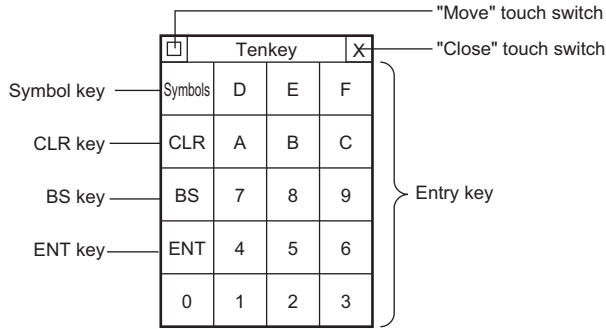 "Move" touch switch
Tenkey X "Close" touch switch
Symbol key Symbols D E F
CLR key CLR A B C
BS key BS 7 8 9 Entry key
ENT key ENT 4 5 6
0 1 2 3